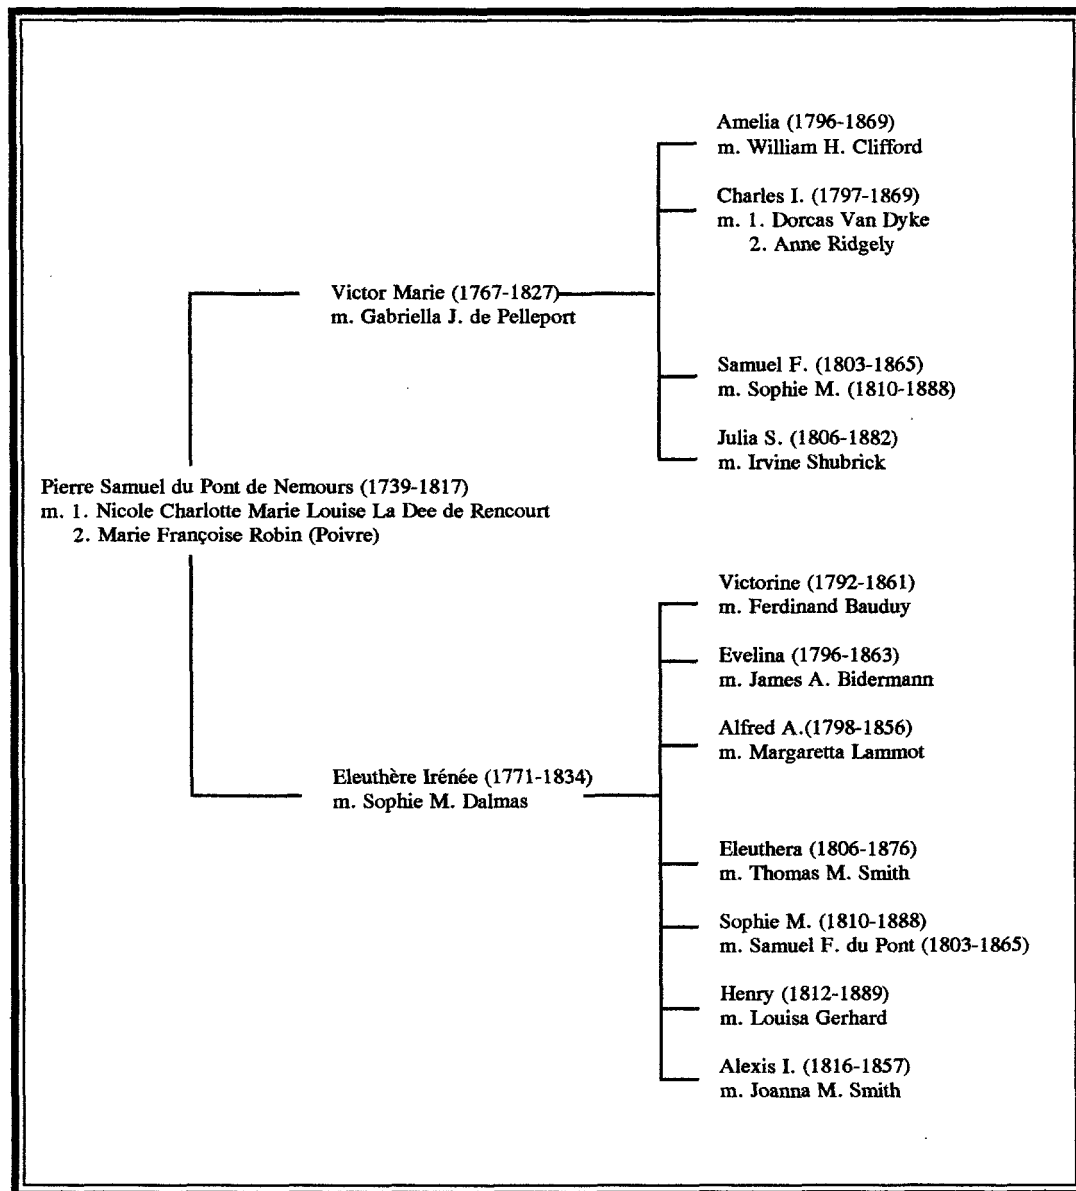 Amelia (1796-1869)
m. William H. Clifford
Charles I. (1797-1869)
m. 1. Dorcas Van Dyke
2. Anne Ridgely
Victor Marie (1767-1827)
m. Gabriella J. de Pelleport
Samuel F. (1803-1865)
m. Sophie M. (1810-1888)
Julia S. (1806-1882)
m. Irvine Shubrick
Pierre Samuel du Pont de Nemours (1739-1817)
m. 1. Nicole Charlotte Marie Louise La Dee de Rencourt
2. Marie Françoise Robin (Poivre)
Victorine (1792-1861)
m. Ferdinand Bauduy
Evelina (1796-1863)
m. James A. Bidermann
Alfred A.(1798-1856)
m. Margaretta Lammot
Eleuthère Irénée (1771-1834)
m. Sophie M. Dalmas
Eleuthera (1806-1876)
m. Thomas M. Smith
Sophie M. (1810-1888)
m. Samuel F. du Pont (1803-1865)
Henry (1812-1889)
m. Louisa Gerhard
Alexis I. (1816-1857)
m. Joanna M. Smith